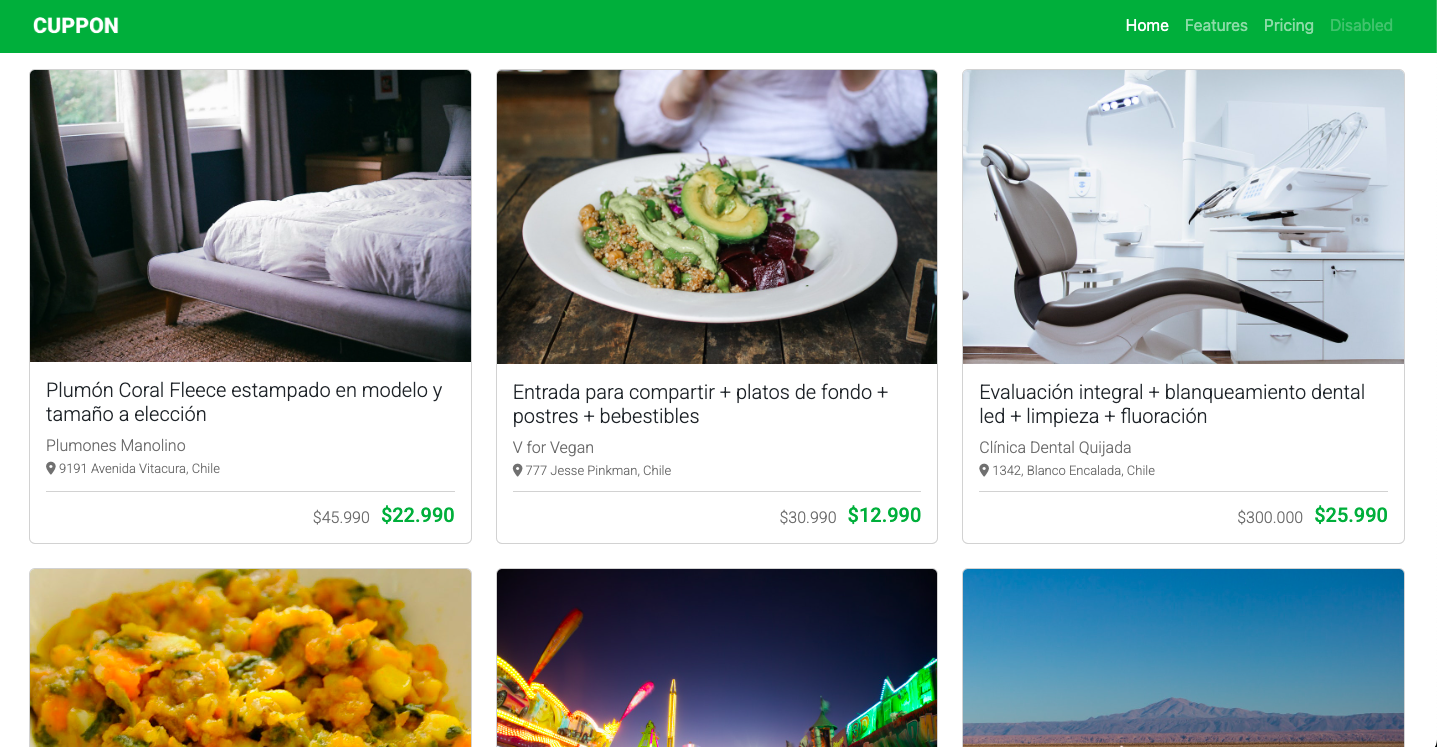 CUPPON
Home Features Pricing Disabled
Plumón Coral Fleece estampado en modelo y
tamaño a elección
Plumones Manolino
9191 Avenida Vitacura, Chile
$45.990 $22.990
Entrada para compartir + platos de fondo +
postres + bebestibles
V for Vegan
777 Jesse Pinkman, Chile
$30.990 $12.990
Evaluación integral + blanqueamiento dental
led + limpieza + fluoración
Clínica Dental Quijada
1342, Blanco Encalada, Chile
$300.000 $25.990